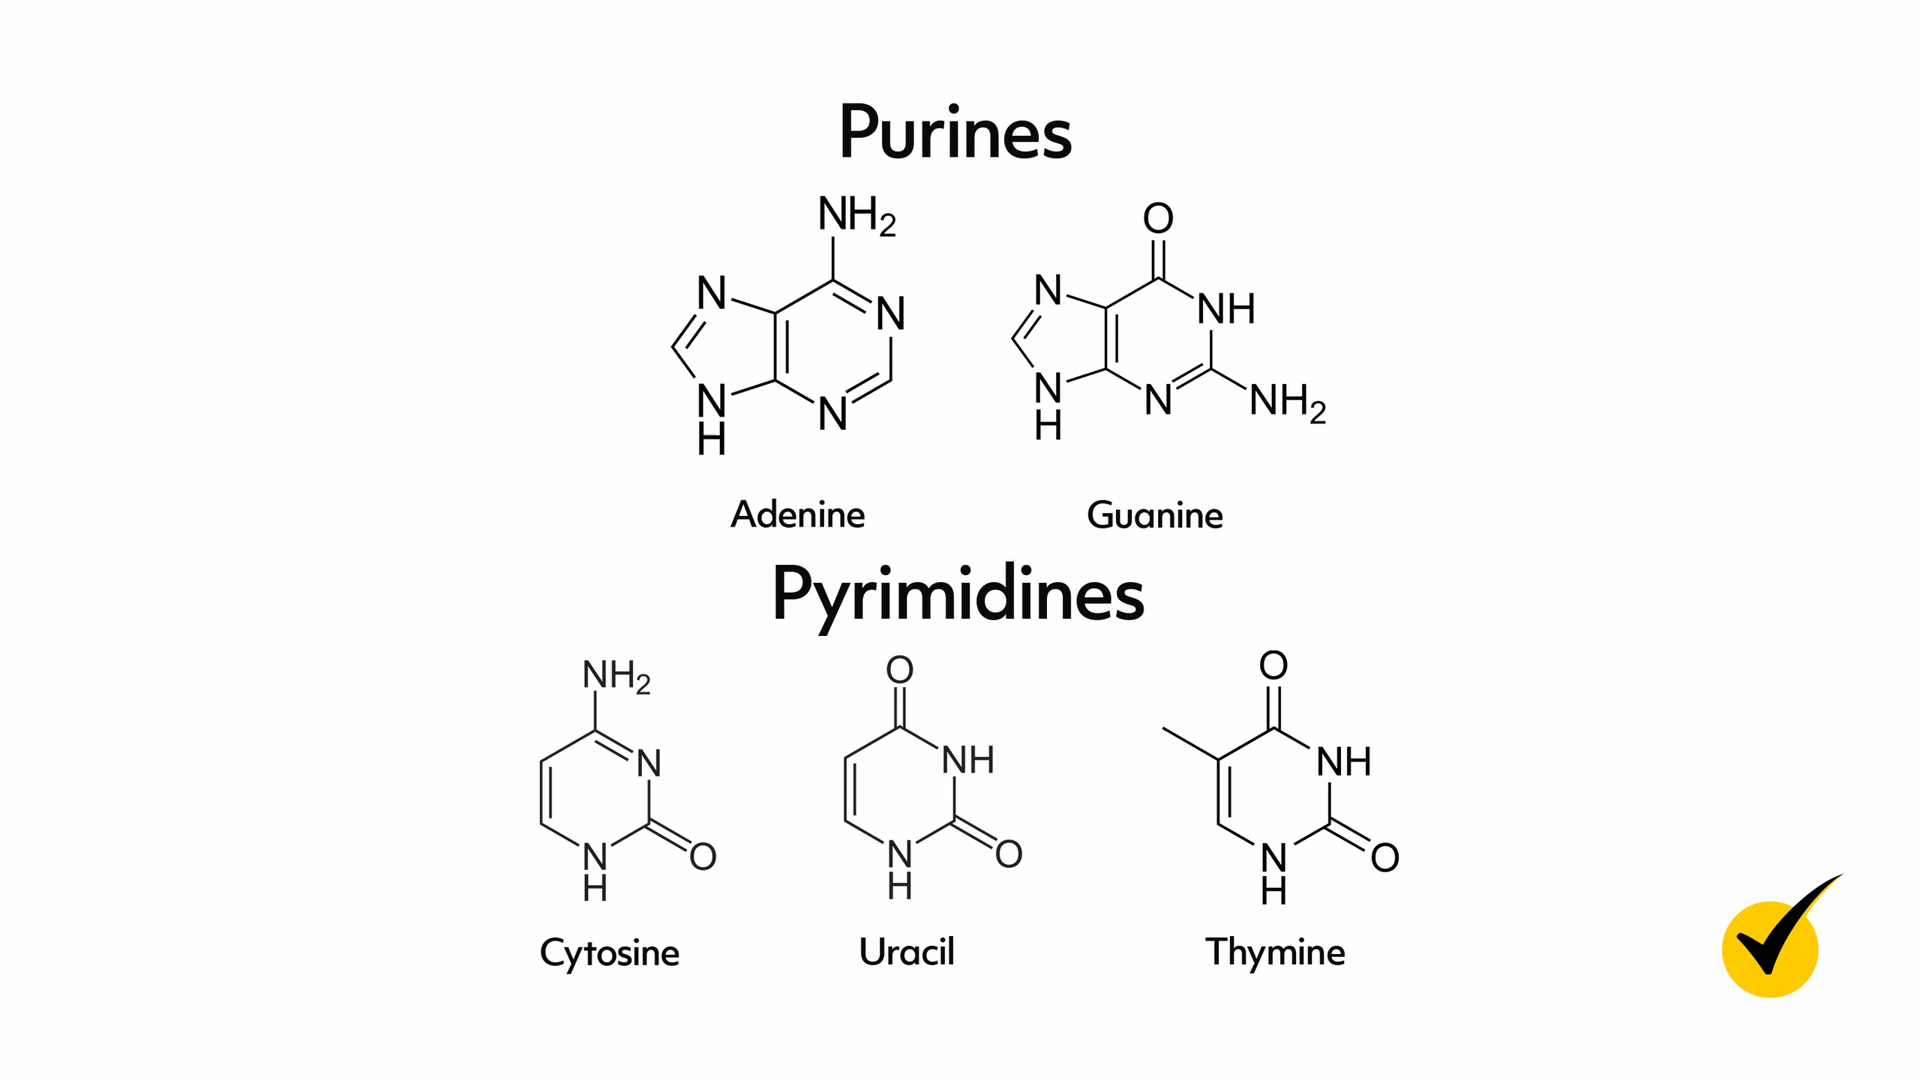 Purines
NH2
N
N
N
H
N
O
N
NH
N
H
N
NH2
Adenine
Guanine
Pyrimidines
NH2
N
N
H
O
O
NH
N
H
O
O
NH
N
H
O
Cytosine
Uracil
Thymine